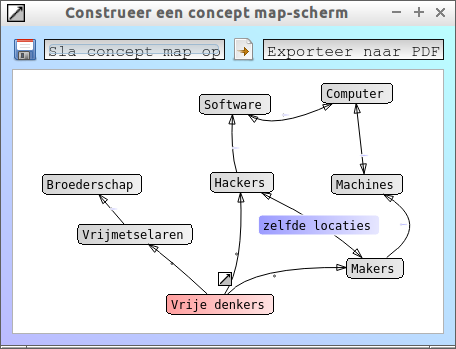 Construeer een concept map-scherm
Sla concept map op
Exporteer naar PDF
Computer
Software
Broederschap
Hackers
Machines
zelfde locaties
Vrijmetselaren
Makers
Vrije denkers